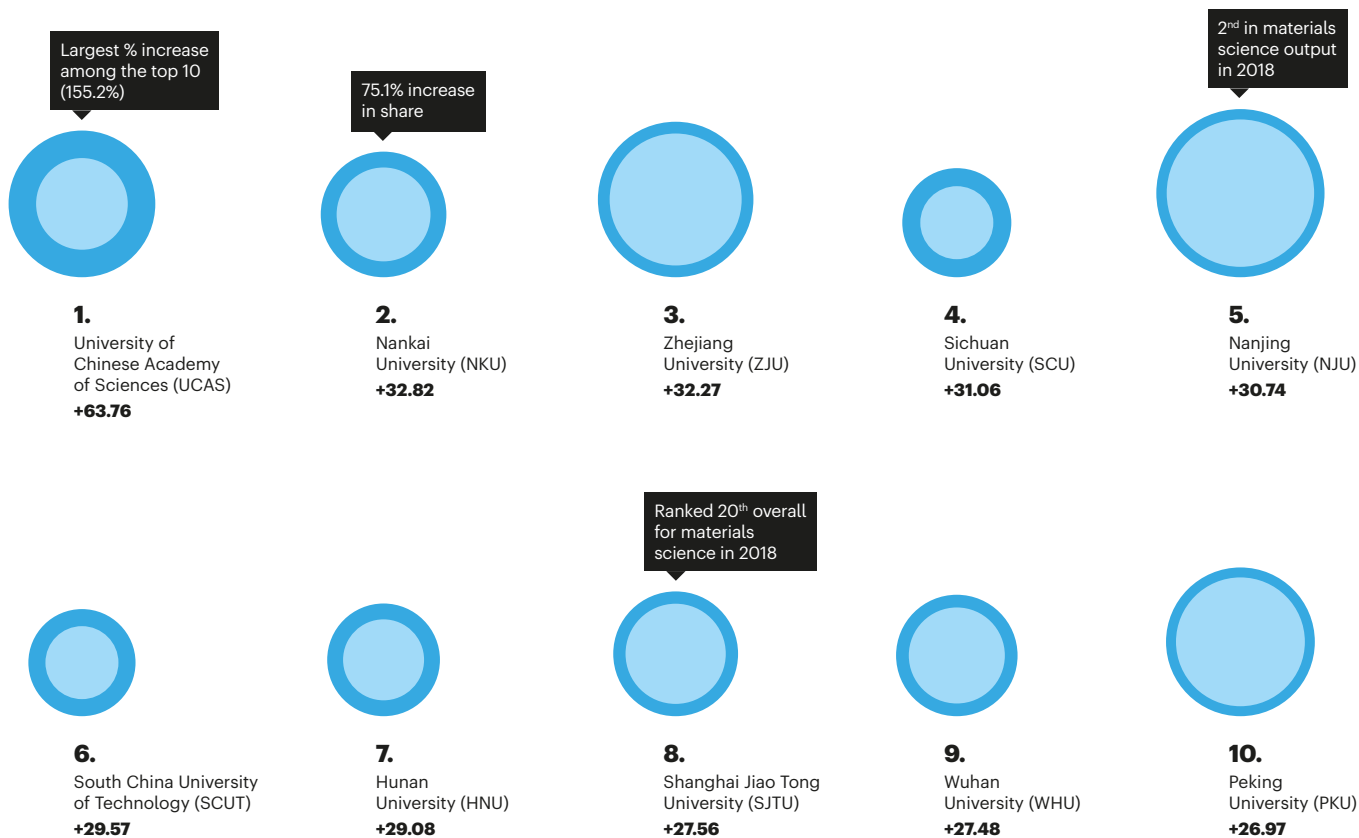 Largest % increase
among the top 10
(155.2%)
75.1% increase
in share
2nd in materials
science output
in 2018
1.
University of
Chinese Academy
of Sciences (UCAS)
+63.76
2.
Nankai
University (NKU)
+32.82
3.
Zhejiang
University (ZJU)
+32.27
4.
Sichuan
University (SCU)
+31.06
5.
Nanjing
University (NJU)
+30.74
Ranked 20th overall
for materials
science in 2018
6.
South China University
of Technology (SCUT)
+29.57
7.
Hunan
University (HNU)
+29.08
8.
Shanghai Jiao Tong
University (SJTU)
+27.56
9.
Wuhan
University (WHU)
+27.48
10.
Peking
University (PKU)
+26.97